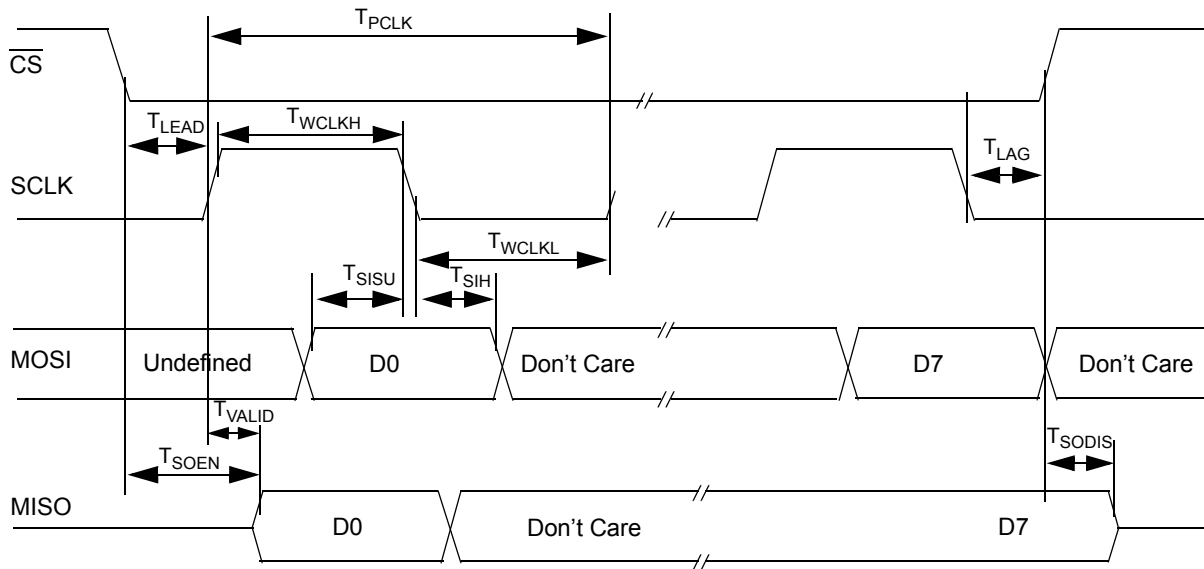 T_PCLK
C̅S̅
T_LEAD T_WCLKH
T_LAG
SCLK
T_WCLKL
T_SISU T_SIH
MOSI Undefined D0 Don't Care D7 Don't Care
T_VALID
T_SOEN T_SODIS
MISO D0 Don't Care D7